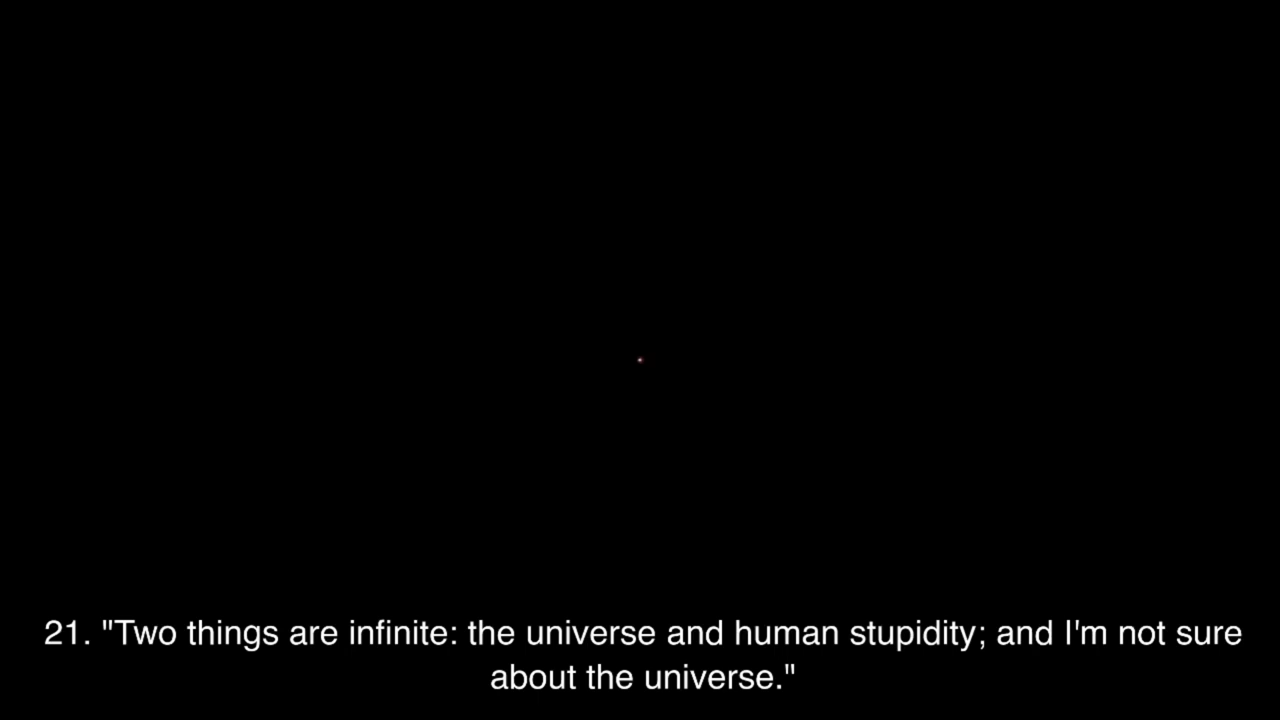 21. "Two things are infinite: the universe and human stupidity; and I'm not sure
about the universe."